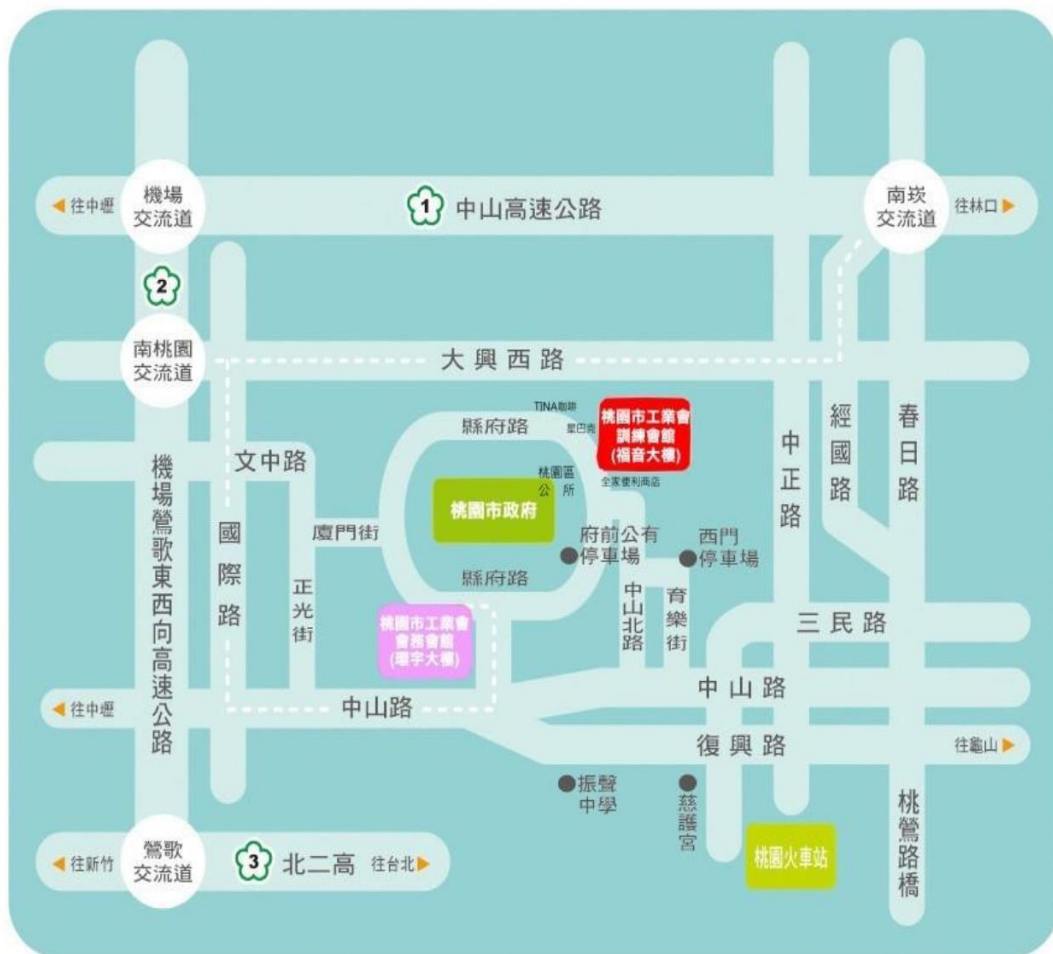 往中壢
機場
交流道
1
中山高速公路
南崁
交流道
往林口
2
南桃園
交流道
大興西路
TINA咖啡
星巴克
縣府路
桃園市工業會
訓練會館
(福音大樓)
全家便利商店
桃園區
公所
桃園市政府
文中路
廈門街
府前公有
停車場
西門
停車場
中正路
經國路
春日路
機場鶯歌東西向高速公路
國際路
正光街
縣府路
桃園市工業會
會務會館
(環宇大樓)
中山北路
育樂街
三民路
往中壢
中山路
中山路
復興路
往龜山
振聲
中學
慈護宮
桃園火車站
桃鶯路橋
往新竹
鶯歌
交流道
3
北二高
往台北